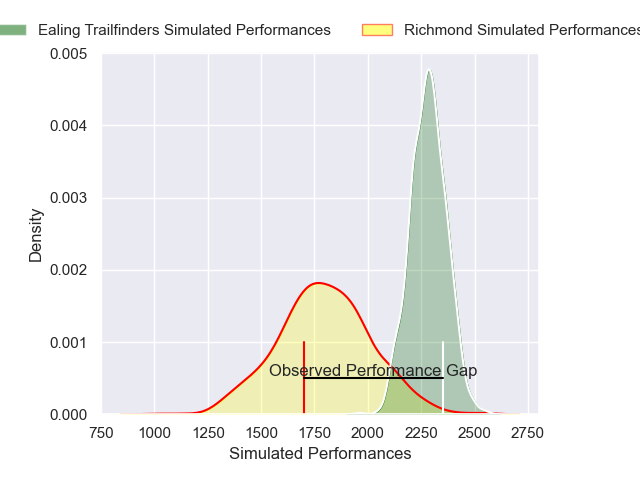 Ealing Trailfinders Simulated Performances
Richmond Simulated Performances
0.005
0.004
0.003
0.002
0.001
0.000
Density
Observed Performance Gap
750 1000 1250 1500 1750 2000 2250 2500 2750
Simulated Performances